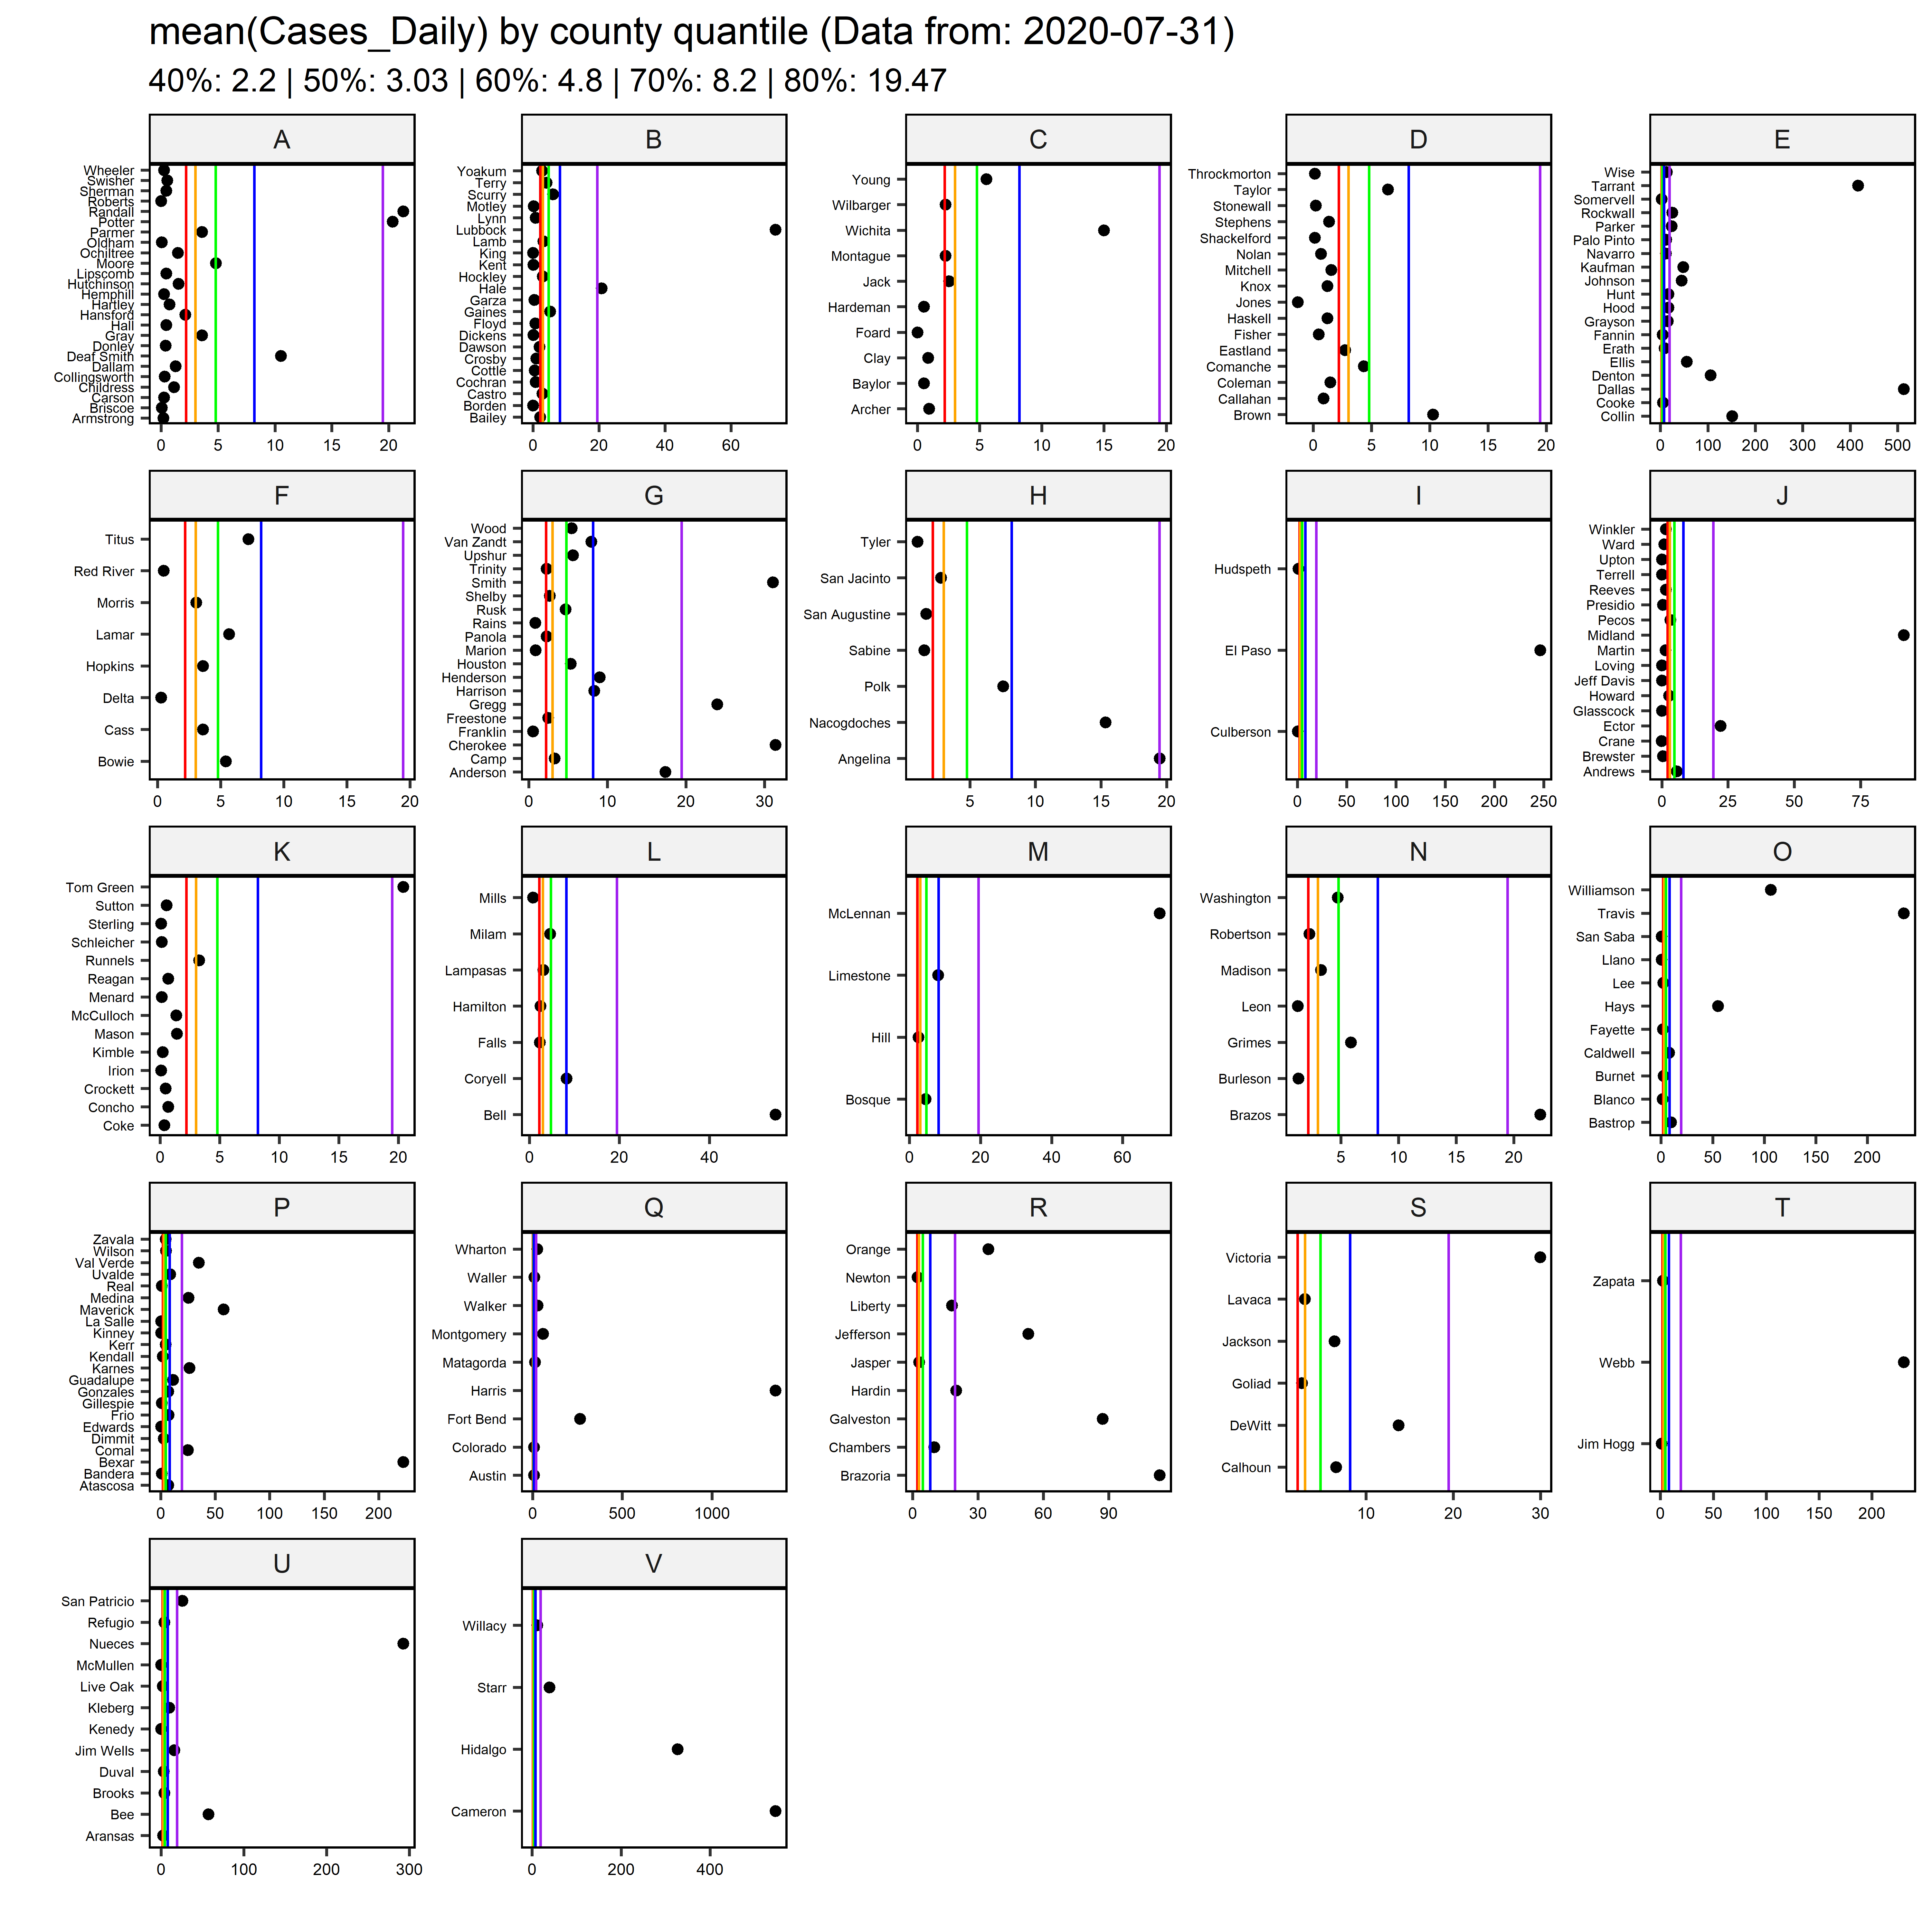 mean(Cases_Daily) by county quantile (Data from: 2020-07-31)
40%: 2.2 | 50%: 3.03 | 60%: 4.8 | 70%: 8.2 | 80%: 19.47
A
Wheeler
Swisher
Sherman
Roberts
Randall
Potter
Parmer
Oldham
Ochiltree
Moore
Lipscomb
Hutchinson
Hemphill
Hartley
Hansford
Hall
Gray
Donley
Deaf Smith
Dallam
Collingsworth
Childress
Carson
Briscoe
Armstrong
0 5 10 15 20
B
Yoakum
Terry
Scurry
Motley
Lynn
Lubbock
Lamb
King
Kent
Hockley
Hale
Garza
Gaines
Floyd
Dickens
Dawson
Crosby
Cottle
Cochran
Castro
Borden
Bailey
0 20 40 60
C
Young
Wilbarger
Wichita
Montague
Jack
Hardeman
Foard
Clay
Baylor
Archer
0 5 10 15 20
D
Throckmorton
Taylor
Stonewall
Stephens
Shackelford
Nolan
Mitchell
Knox
Jones
Haskell
Fisher
Eastland
Comanche
Coleman
Callahan
Brown
0 5 10 15 20
E
Wise
Tarrant
Somervell
Rockwall
Parker
Palo Pinto
Navarro
Kaufman
Johnson
Hunt
Hood
Grayson
Fannin
Erath
Ellis
Denton
Dallas
Cooke
Collin
0 100 200 300 400 500
F
Titus
Red River
Morris
Lamar
Hopkins
Delta
Cass
Bowie
0 5 10 15 20
G
Wood
Van Zandt
Upshur
Trinity
Smith
Shelby
Rusk
Rains
Panola
Marion
Houston
Henderson
Harrison
Gregg
Freestone
Franklin
Cherokee
Camp
Anderson
0 10 20 30
H
Tyler
San Jacinto
San Augustine
Sabine
Polk
Nacogdoches
Angelina
5 10 15 20
I
Hudspeth
El Paso
Culberson
0 50 100 150 200 250
J
Winkler
Ward
Upton
Terrell
Reeves
Presidio
Pecos
Midland
Martin
Loving
Jeff Davis
Howard
Glasscock
Ector
Crane
Brewster
Andrews
0 25 50 75
K
Tom Green
Sutton
Sterling
Schleicher
Runnels
Reagan
Menard
McCulloch
Mason
Kimble
Irion
Crockett
Concho
Coke
0 5 10 15 20
L
Mills
Milam
Lampasas
Hamilton
Falls
Coryell
Bell
0 20 40
M
McLennan
Limestone
Hill
Bosque
0 20 40 60
N
Washington
Robertson
Madison
Leon
Grimes
Burleson
Brazos
5 10 15 20
O
Williamson
Travis
San Saba
Llano
Lee
Hays
Fayette
Caldwell
Burnet
Blanco
Bastrop
0 50 100 150 200
P
Zavala
Wilson
Val Verde
Uvalde
Real
Medina
Maverick
La Salle
Kinney
Kerr
Kendall
Karnes
Guadalupe
Gonzales
Gillespie
Frio
Edwards
Dimmit
Comal
Bexar
Bandera
Atascosa
0 50 100 150 200
Q
Wharton
Waller
Walker
Montgomery
Matagorda
Harris
Fort Bend
Colorado
Austin
0 500 1000
R
Orange
Newton
Liberty
Jefferson
Jasper
Hardin
Galveston
Chambers
Brazoria
0 30 60 90
S
Victoria
Lavaca
Jackson
Goliad
DeWitt
Calhoun
10 20 30
T
Zapata
Webb
Jim Hogg
0 50 100 150 200
U
San Patricio
Refugio
Nueces
McMullen
Live Oak
Kleberg
Kenedy
Jim Wells
Duval
Brooks
Bee
Aransas
0 100 200 300
V
Willacy
Starr
Hidalgo
Cameron
0 200 400